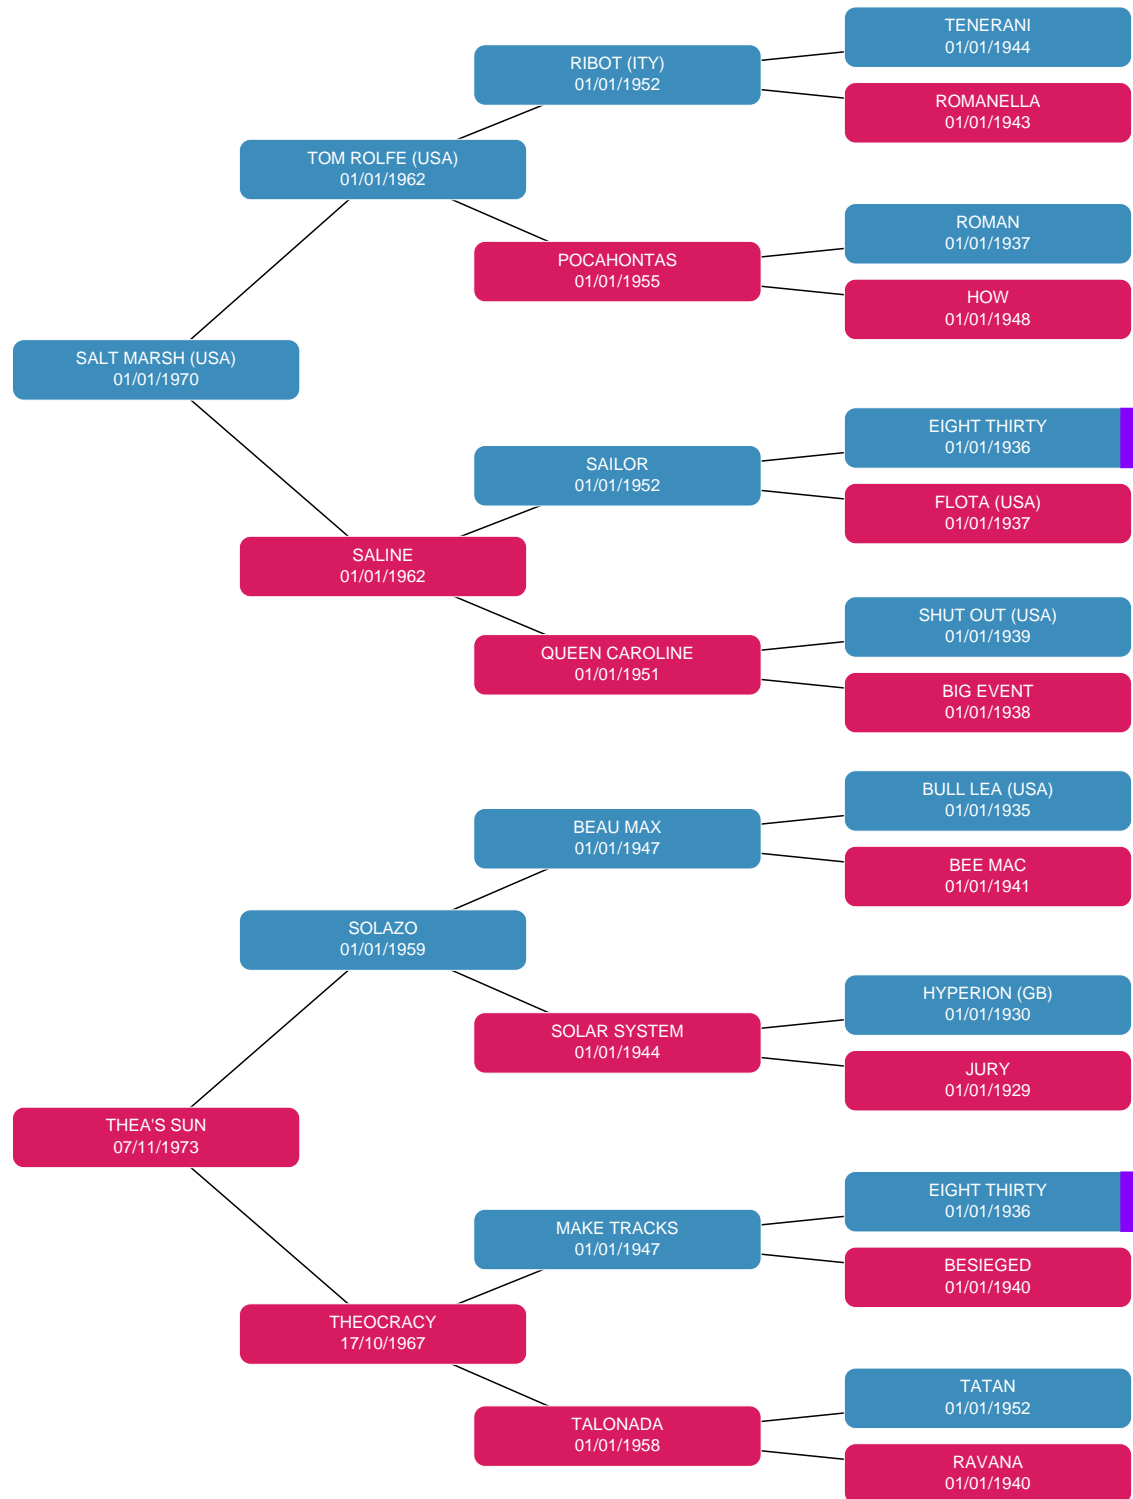 TENERANI
01/01/1944
RIBOT (ITY)
01/01/1952
ROMANELLA
01/01/1943
TOM ROLFE (USA)
01/01/1962
ROMAN
01/01/1937
POCAHONTAS
01/01/1955
HOW
01/01/1948
SALT MARSH (USA)
01/01/1970
EIGHT THIRTY
01/01/1936
SAILOR
01/01/1952
FLOTA (USA)
01/01/1937
SALINE
01/01/1962
SHUT OUT (USA)
01/01/1939
QUEEN CAROLINE
01/01/1951
BIG EVENT
01/01/1938
BULL LEA (USA)
01/01/1935
BEAU MAX
01/01/1947
BEE MAC
01/01/1941
SOLAZO
01/01/1959
HYPERION (GB)
01/01/1930
SOLAR SYSTEM
01/01/1944
JURY
01/01/1929
THEA'S SUN
07/11/1973
EIGHT THIRTY
01/01/1936
MAKE TRACKS
01/01/1947
BESIEGED
01/01/1940
THEOCRACY
17/10/1967
TATAN
01/01/1952
TALONADA
01/01/1958
RAVANA
01/01/1940